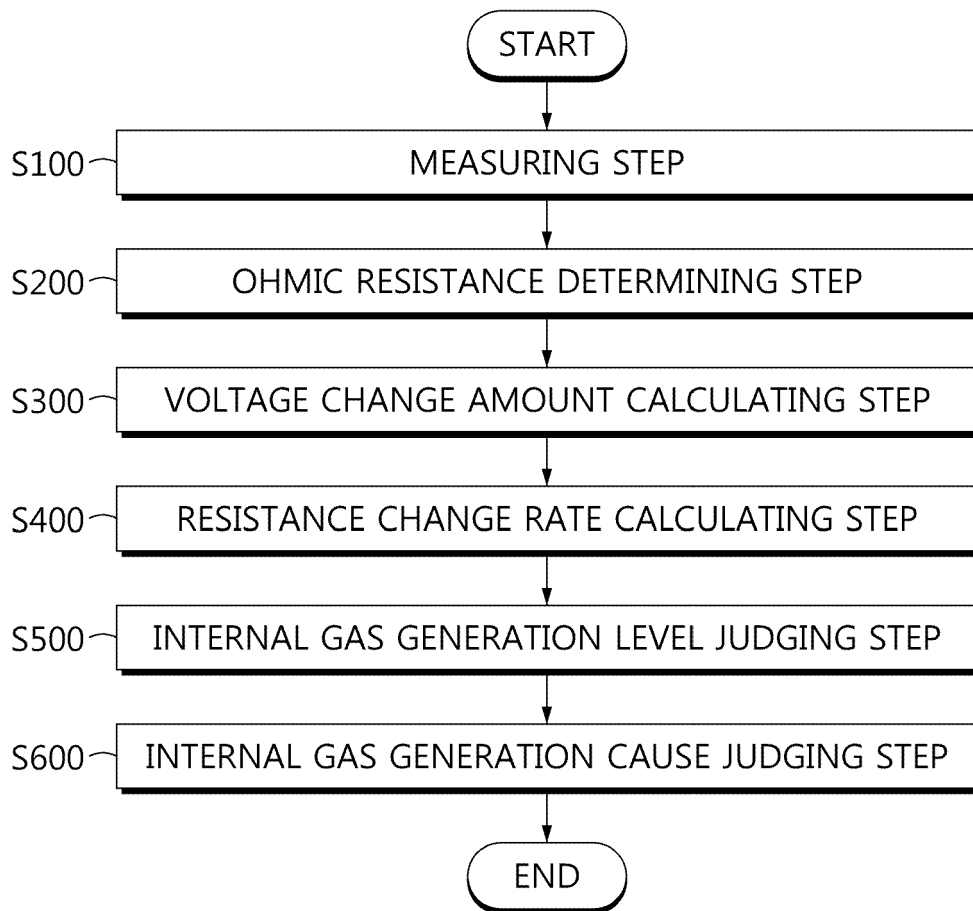 START
S100 MEASURING STEP
S200 OHMIC RESISTANCE DETERMINING STEP
S300 VOLTAGE CHANGE AMOUNT CALCULATING STEP
S400 RESISTANCE CHANGE RATE CALCULATING STEP
S500 INTERNAL GAS GENERATION LEVEL JUDGING STEP
S600 INTERNAL GAS GENERATION CAUSE JUDGING STEP
END